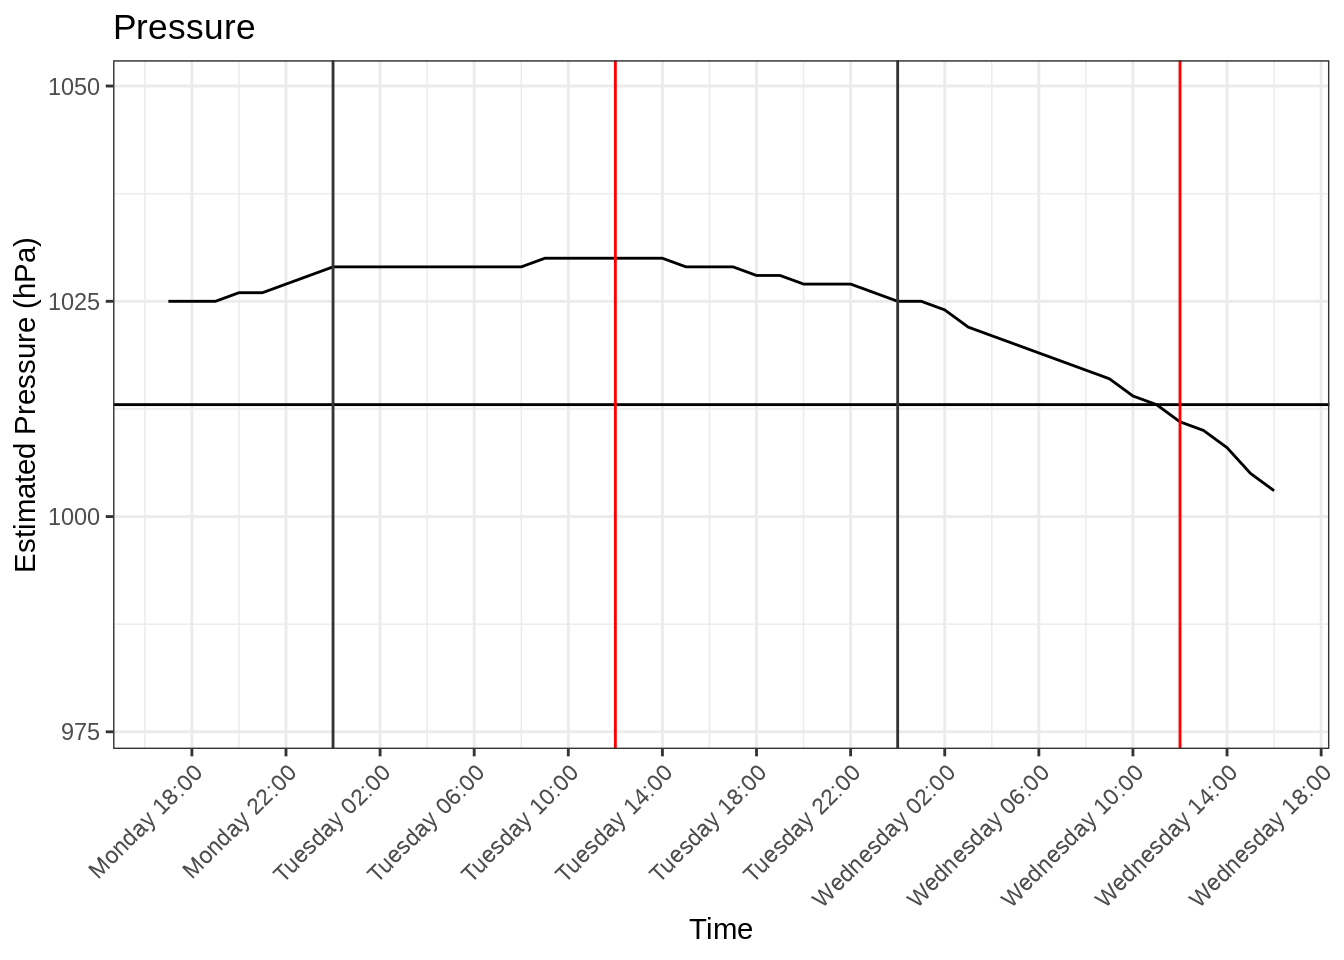 Pressure
Estimated Pressure (hPa)
1050
1025
1000
975
Monday 18:00
Monday 22:00
Tuesday 02:00
Tuesday 06:00
Tuesday 10:00
Tuesday 14:00
Tuesday 18:00
Tuesday 22:00
Wednesday 02:00
Wednesday 06:00
Wednesday 10:00
Wednesday 14:00
Wednesday 18:00
Time